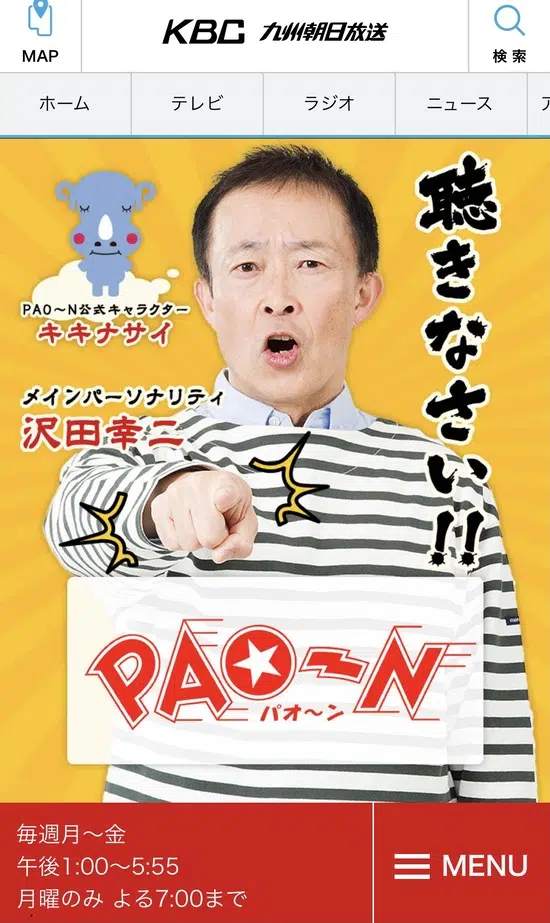 MAP
KBC 九州朝日放送
検索
ホーム
テレビ
ラジオ
ニュース
ア
聴きなさい!!
PAO～N公式キャラクター
キキナサイ
メインパーソナリティ
沢田幸二
PAO～N
パオ～ン
毎週月～金
午後1:00～5:55
月曜のみ よる7:00まで
MENU